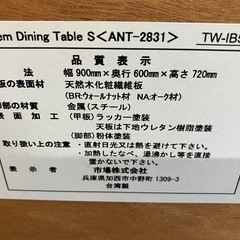 em Dining Table S＜ANT-2831＞ TW-IB5
品質表示
法 幅900mm×奥行600mm×高さ720mm
板の表面材 天然木化粧繊維板
(BR:ウォールナット材 NA:オーク材)
脚部の材質 金属(スチール)
表面加工 (甲板)ラッカー塗装
天板は下地ウレタン樹脂塗装
(脚部)粉体塗装
取り扱い上の注意 ・直射日光又は熱を避けて下さい。
・加熱したなべ、湯沸かし等を直接
置かないで下さい。
表示者 市場株式会社
兵庫県加西市中野町1309-3
台湾製